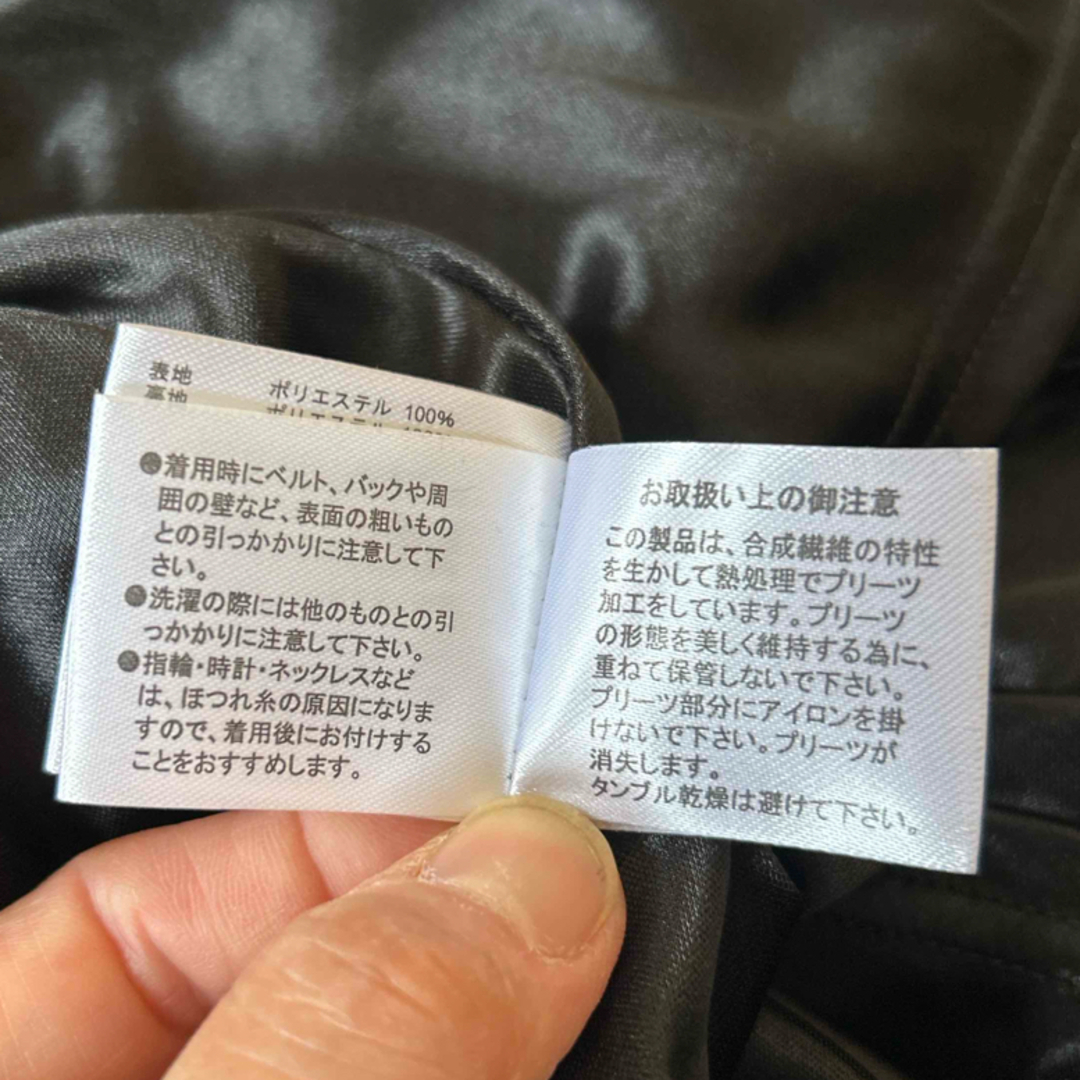 表地 ポリエステル 100%
裏地 ポリエステル 100%
●着用時にベルト、バックや周
囲の壁など、表面の粗いもの
との引っかかりに注意して下
さい。
●洗濯の際には他のものとの引
っかかりに注意して下さい。
●指輪・時計・ネックレスなど
は、ほつれ糸の原因になりま
すので、着用後にお付けする
ことをおすすめします。
お取扱い上の御注意
この製品は、合成繊維の特性
を生かして熱処理でプリーツ
加工をしています。プリーツ
の形態を美しく維持する為に、
重ねて保管しないで下さい。
プリーツ部分にアイロンを掛
けないで下さい。プリーツが
消失します。
タンブル乾燥は避けて下さい。